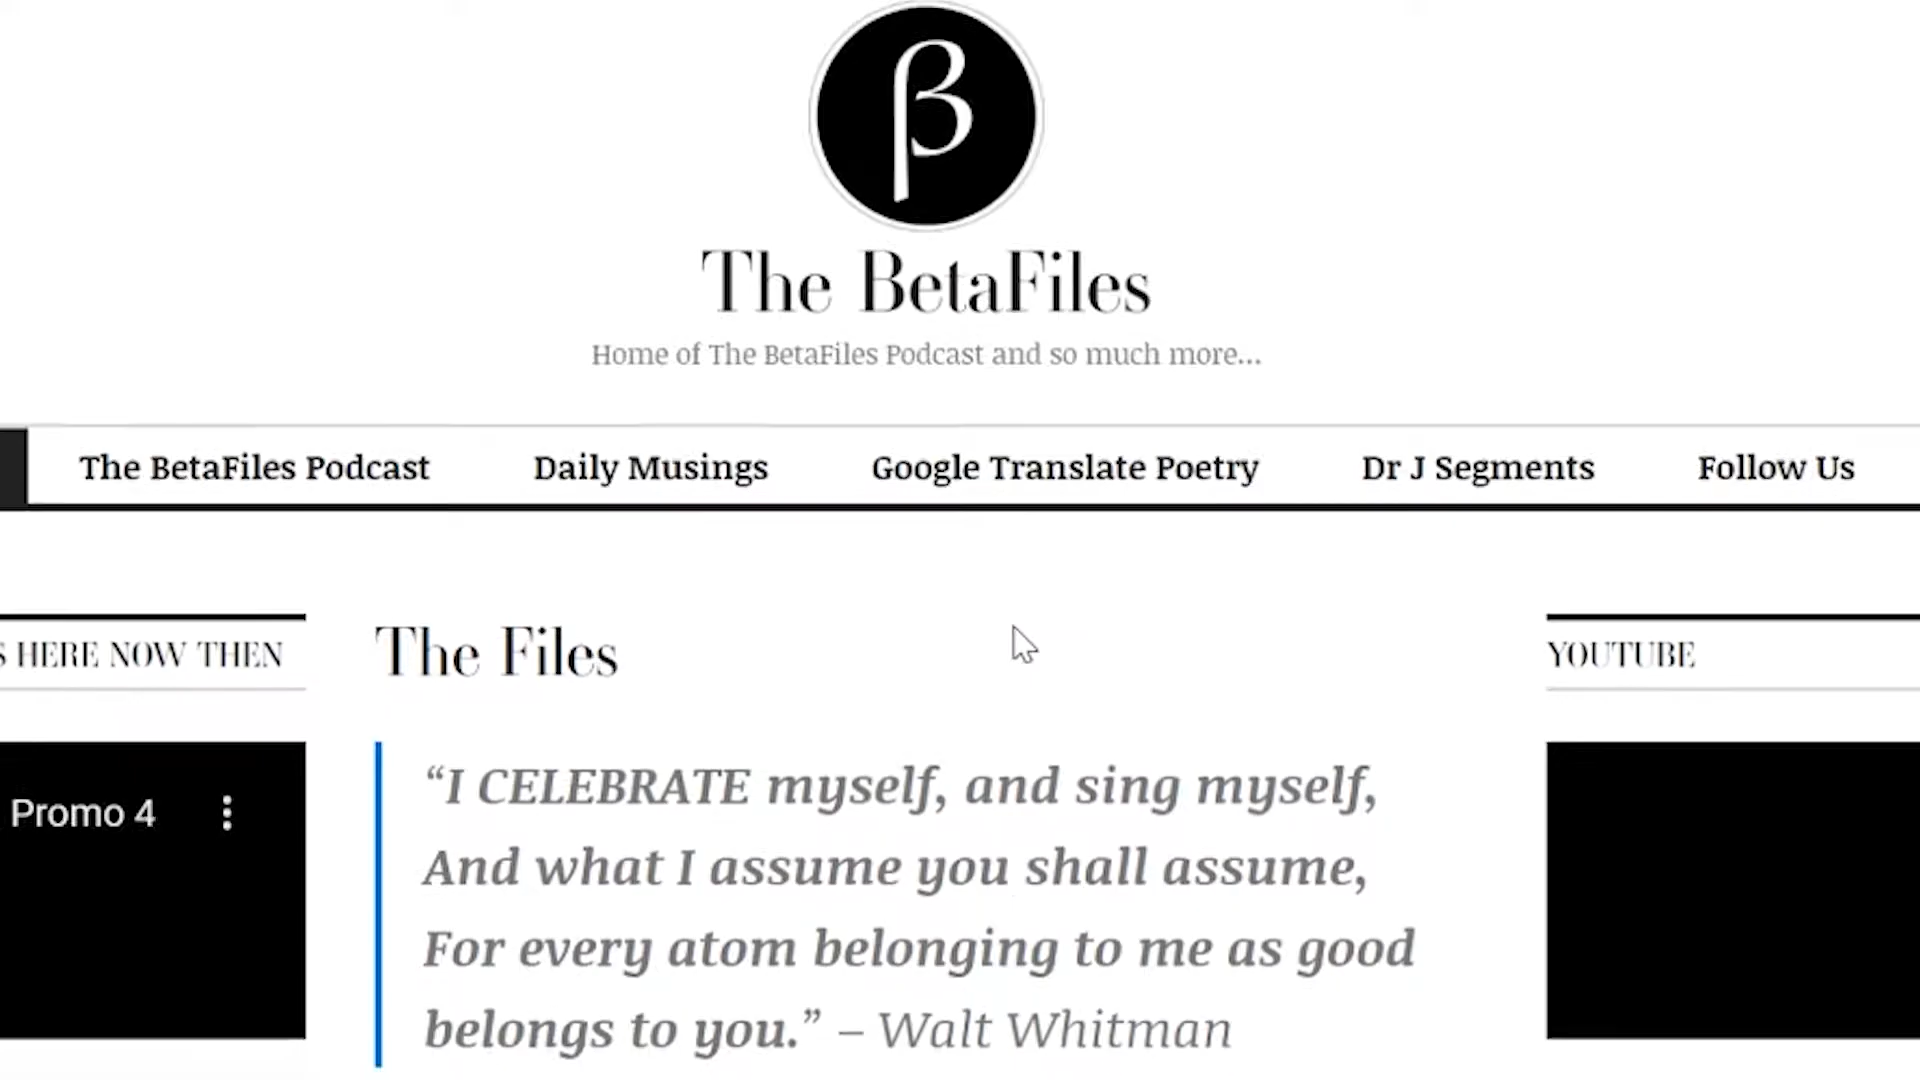 β
The BetaFiles
Home of The BetaFiles Podcast and so much more...
The BetaFiles Podcast Daily Musings Google Translate Poetry Dr J Segments Follow Us
HERE NOW THEN
The Files
YOUTUBE
Promo 4
“I CELEBRATE myself, and sing myself,
And what I assume you shall assume,
For every atom belonging to me as good
belongs to you.” – Walt Whitman